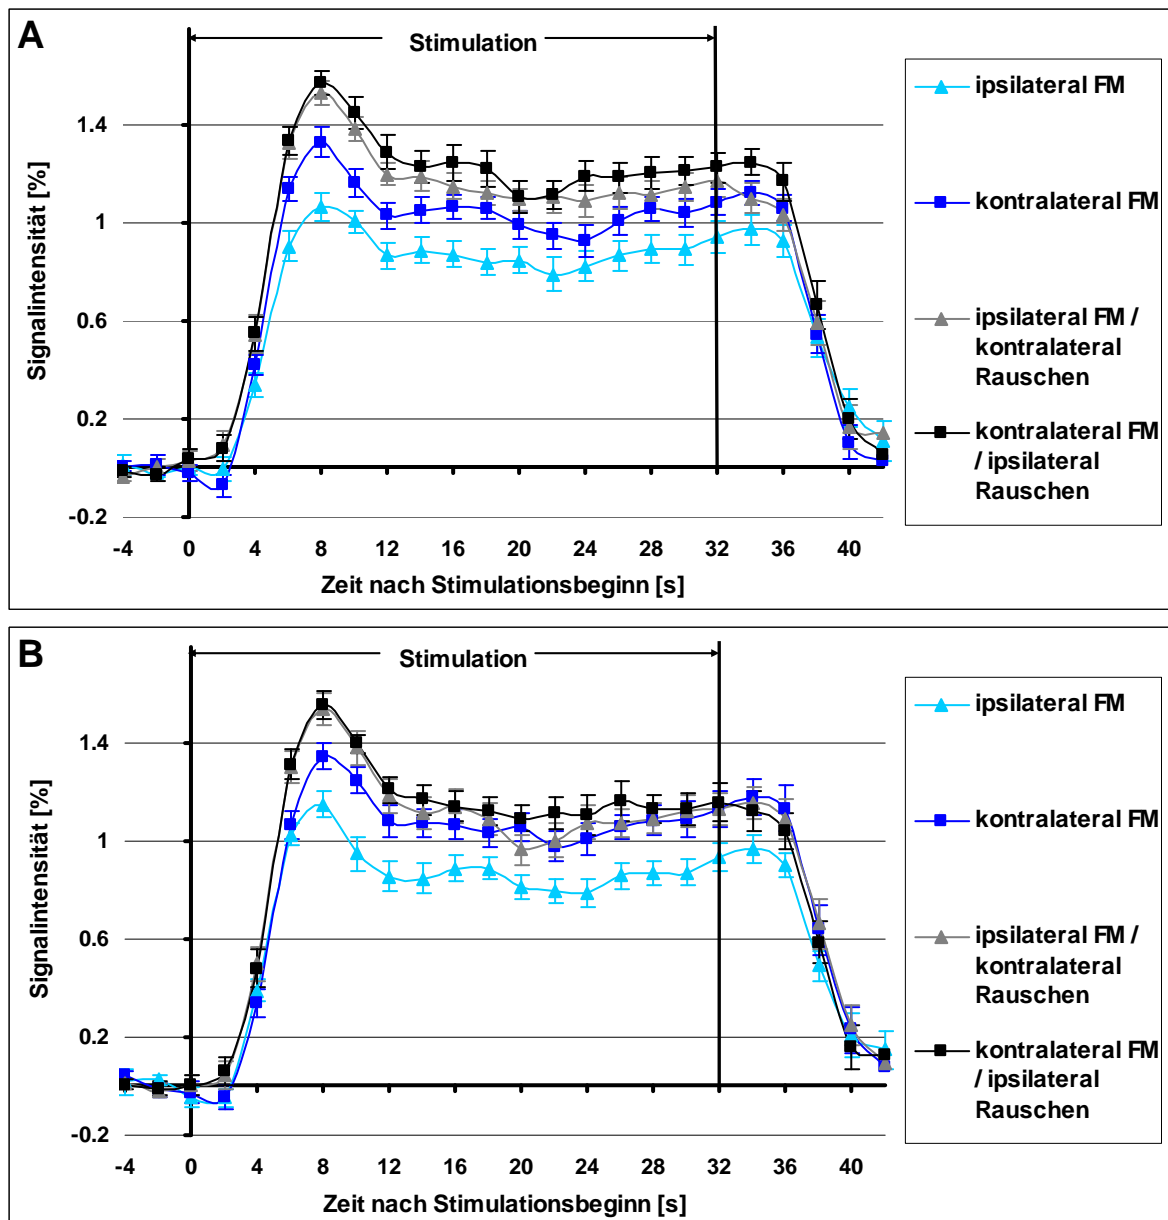 A
Stimulation
Signalintensität [%]
1.4
1
0.6
0.2
-0.2
-4 0 4 8 12 16 20 24 28 32 36 40
Zeit nach Stimulationsbeginn [s]
ipsilateral FM
kontralateral FM
ipsilateral FM /
kontralateral
Rauschen
kontralateral FM
/ ipsilateral
Rauschen
B
Stimulation
Signalintensität [%]
1.4
1
0.6
0.2
-0.2
-4 0 4 8 12 16 20 24 28 32 36 40
Zeit nach Stimulationsbeginn [s]
ipsilateral FM
kontralateral FM
ipsilateral FM /
kontralateral
Rauschen
kontralateral FM
/ ipsilateral
Rauschen